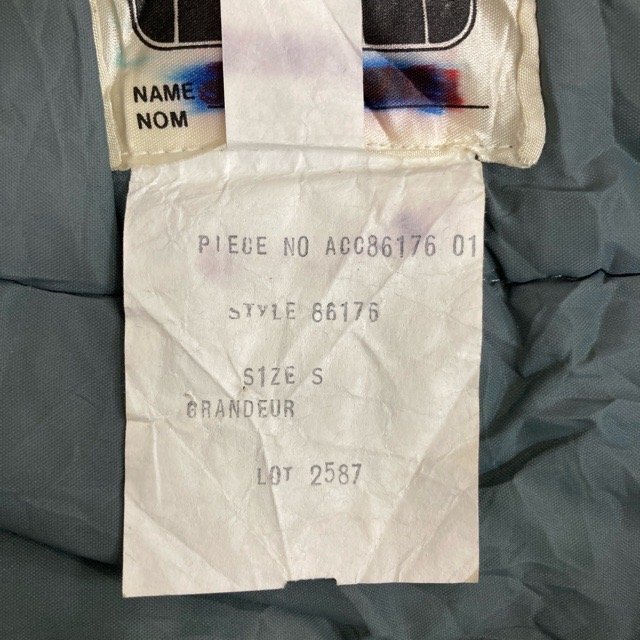 NAME
NOM
PIECE NO ACC86176 01
STYLE 86176
SIZE S
GRANDEUR
LOT 2587